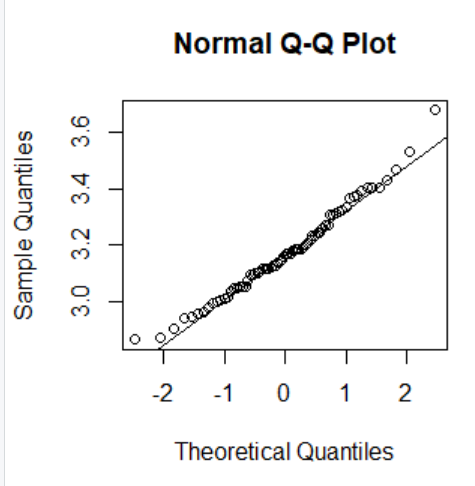 Normal Q-Q Plot
Sample Quantiles
3.6
3.4
3.2
3.0
-2 -1 0 1 2
Theoretical Quantiles